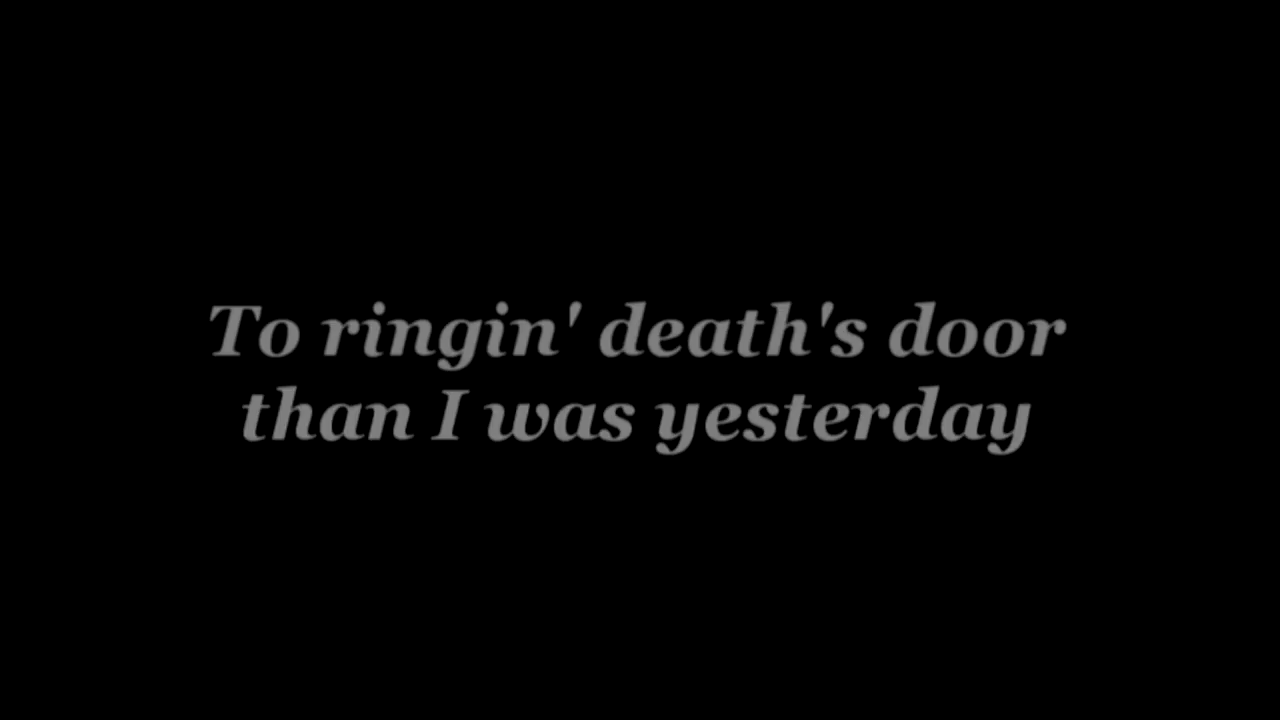 To ringin' death's door
than I was yesterday